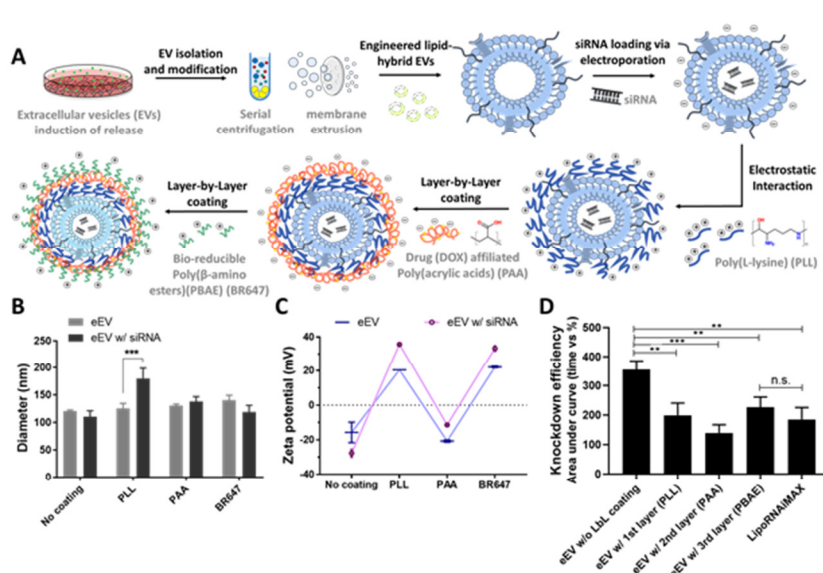 A
EV isolation
and modification
Engineered lipid-
hybrid EVs
siRNA loading via
electroporation
siRNA
Extracellular vesicles (EVs)
induction of release
Serial
centrifugation
membrane
extrusion
Layer-by-Layer
coating
Bio-reducible
Poly(β-amino
esters)(PBAE) (BR647)
Layer-by-Layer
coating
Drug (DOX) affiliated
Poly(acrylic acids) (PAA)
Electrostatic
Interaction
Poly(L-lysine) (PLL)
B
eEV
eEV w/ siRNA
Diameter (nm)
250
200
150
100
50
0
***
No coating
PLL
PAA
BR647
C
eEV
eEV w/ siRNA
Zeta potential (mV)
40
20
0
-20
-40
No coating
PLL
PAA
BR647
D
Knockdown efficiency
Area under curve (time vs %)
500
400
300
200
100
0
**
**
***
**
n.s.
eEV w/o LbL coating
eEV w/ 1st layer (PLL)
eEV w/ 2nd layer (PAA)
eEV w/ 3rd layer (PBAE)
LipoRNAiMAX